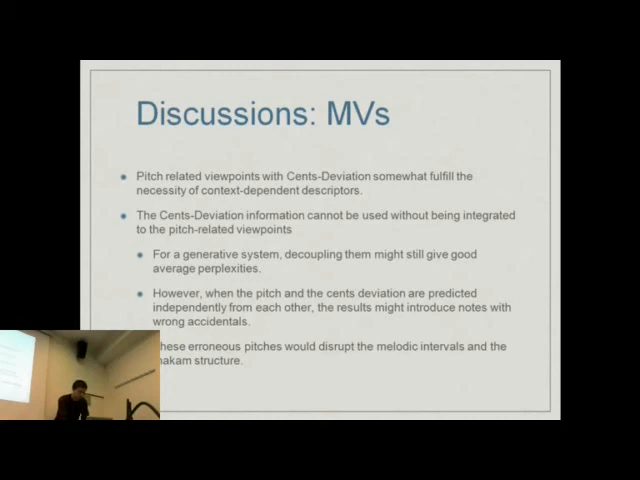 Discussions: MVs
Pitch related viewpoints with Cents-Deviation somewhat fulfill the
necessity of context-dependent descriptors.
The Cents-Deviation information cannot be used without being integrated
to the pitch-related viewpoints
For a generative system, decoupling them might still give good
average perplexities.
However, when the pitch and the cents deviation are predicted
independently from each other, the results might introduce notes with
wrong accidentals.
hese erroneous pitches would disrupt the melodic intervals and the
nakam structure.